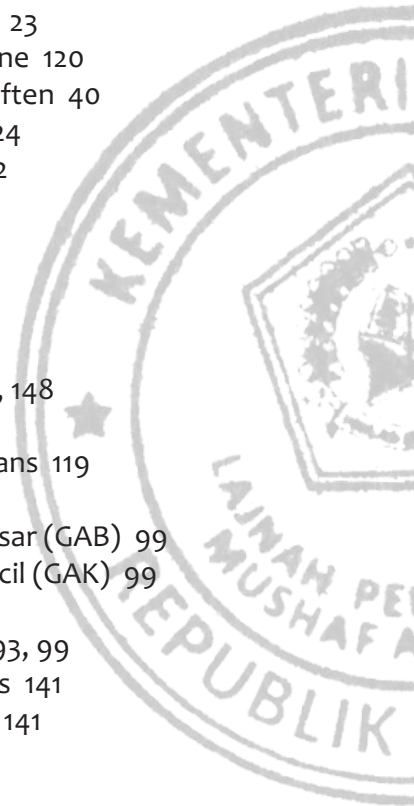 23
ne 120
ften 40
24
2
, 148
ans 119
sar (GAB) 99
cil (GAK) 99
93, 99
s 141
141
KEMENTERI
LAJNAH PE
MUSHAF A
REPUBLIK